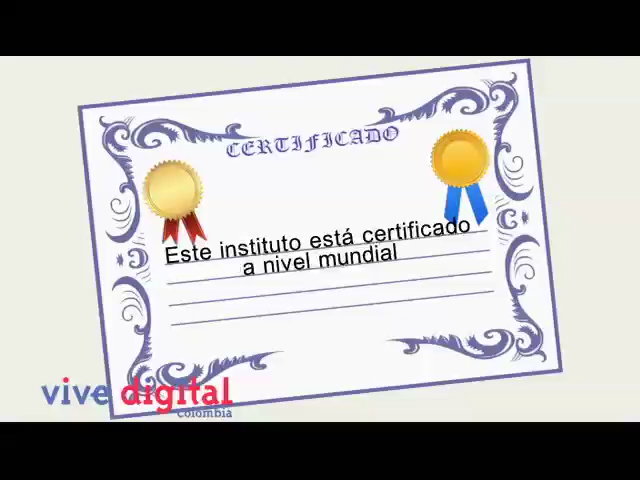 CERTIFICADO
Este instituto está certificado
a nivel mundial
vive digital
colombia